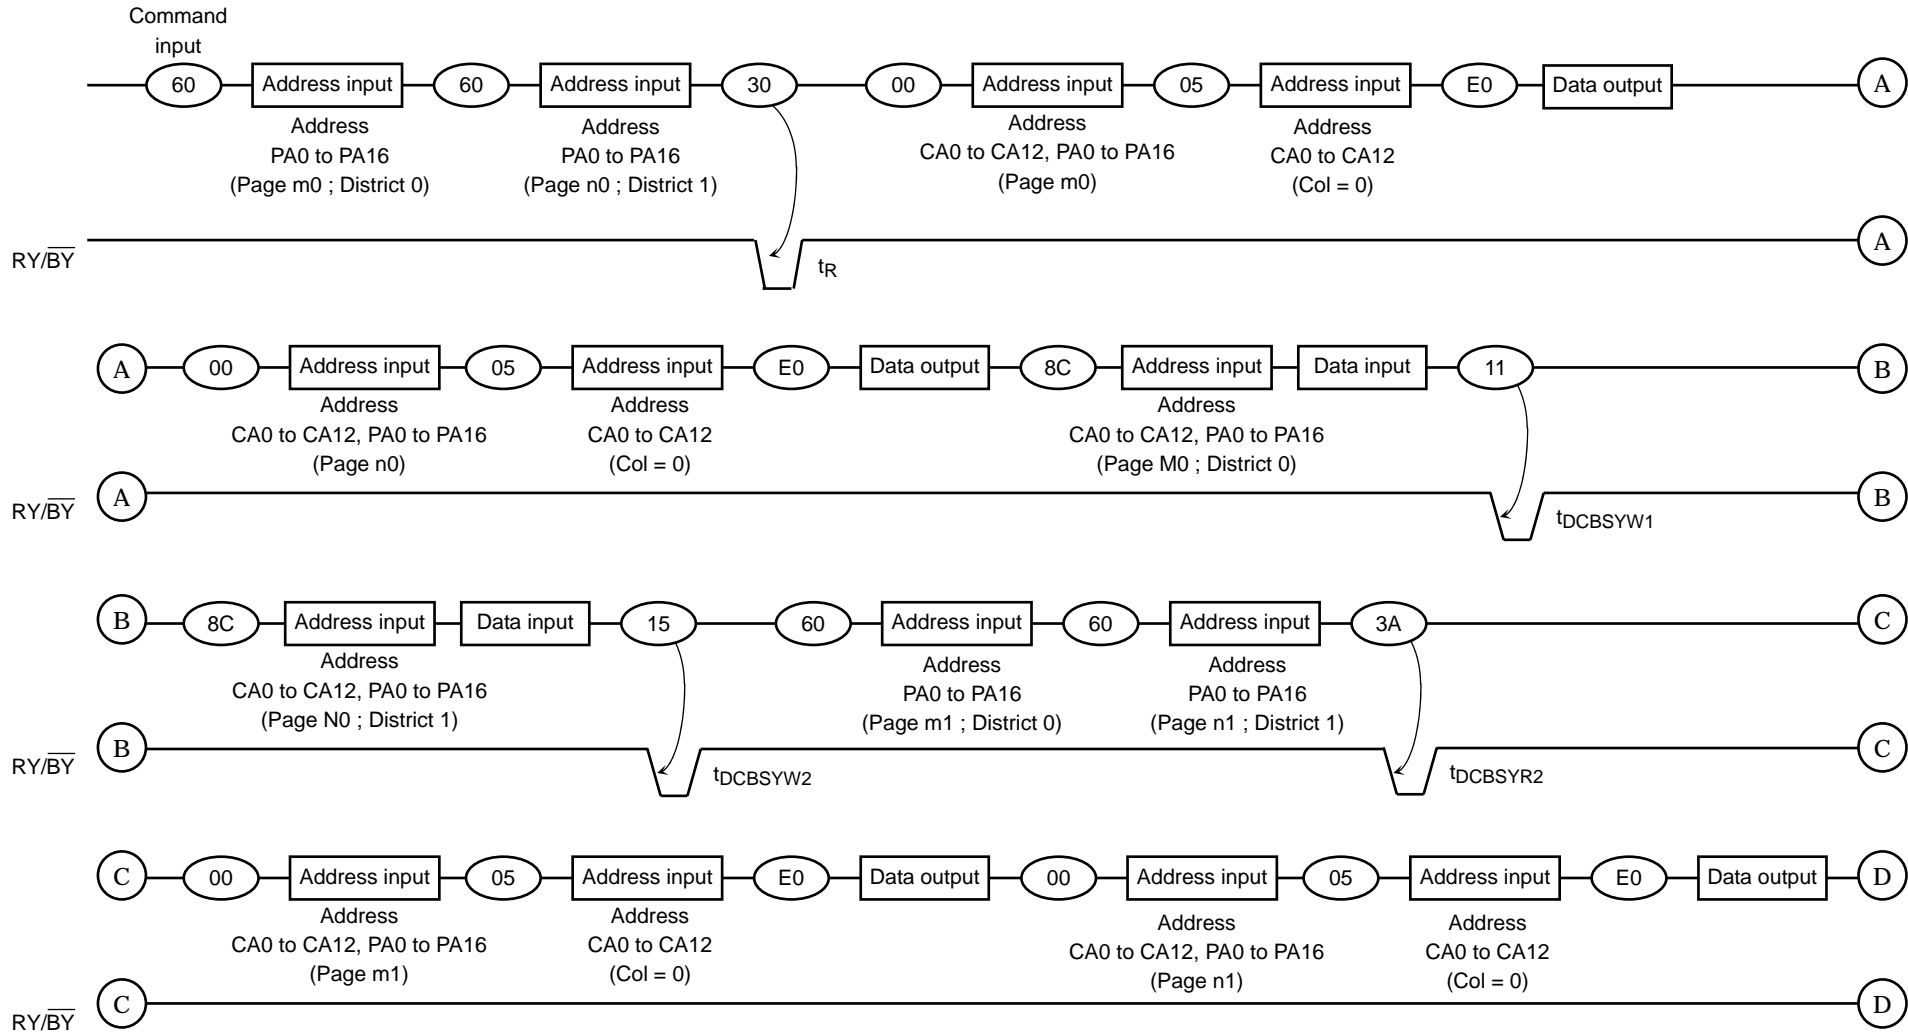 Command
input
60 Address input 60 Address input 30 00 Address input 05 Address input E0 Data output A
Address
PA0 to PA16
(Page m0 ; District 0)
Address
PA0 to PA16
(Page n0 ; District 1)
Address
CA0 to CA12, PA0 to PA16
(Page m0)
Address
CA0 to CA12
(Col = 0)
RY/BY tR A
A 00 Address input 05 Address input E0 Data output 8C Address input Data input 11 B
Address
CA0 to CA12, PA0 to PA16
(Page n0)
Address
CA0 to CA12
(Col = 0)
Address
CA0 to CA12, PA0 to PA16
(Page M0 ; District 0)
RY/BY A tDCBSYW1 B
B 8C Address input Data input 15 60 Address input 60 Address input 3A C
Address
CA0 to CA12, PA0 to PA16
(Page N0 ; District 1)
Address
PA0 to PA16
(Page m1 ; District 0)
Address
PA0 to PA16
(Page n1 ; District 1)
RY/BY B tDCBSYW2 tDCBSYR2 C
C 00 Address input 05 Address input E0 Data output 00 Address input 05 Address input E0 Data output D
Address
CA0 to CA12, PA0 to PA16
(Page m1)
Address
CA0 to CA12
(Col = 0)
Address
CA0 to CA12, PA0 to PA16
(Page n1)
Address
CA0 to CA12
(Col = 0)
RY/BY C D